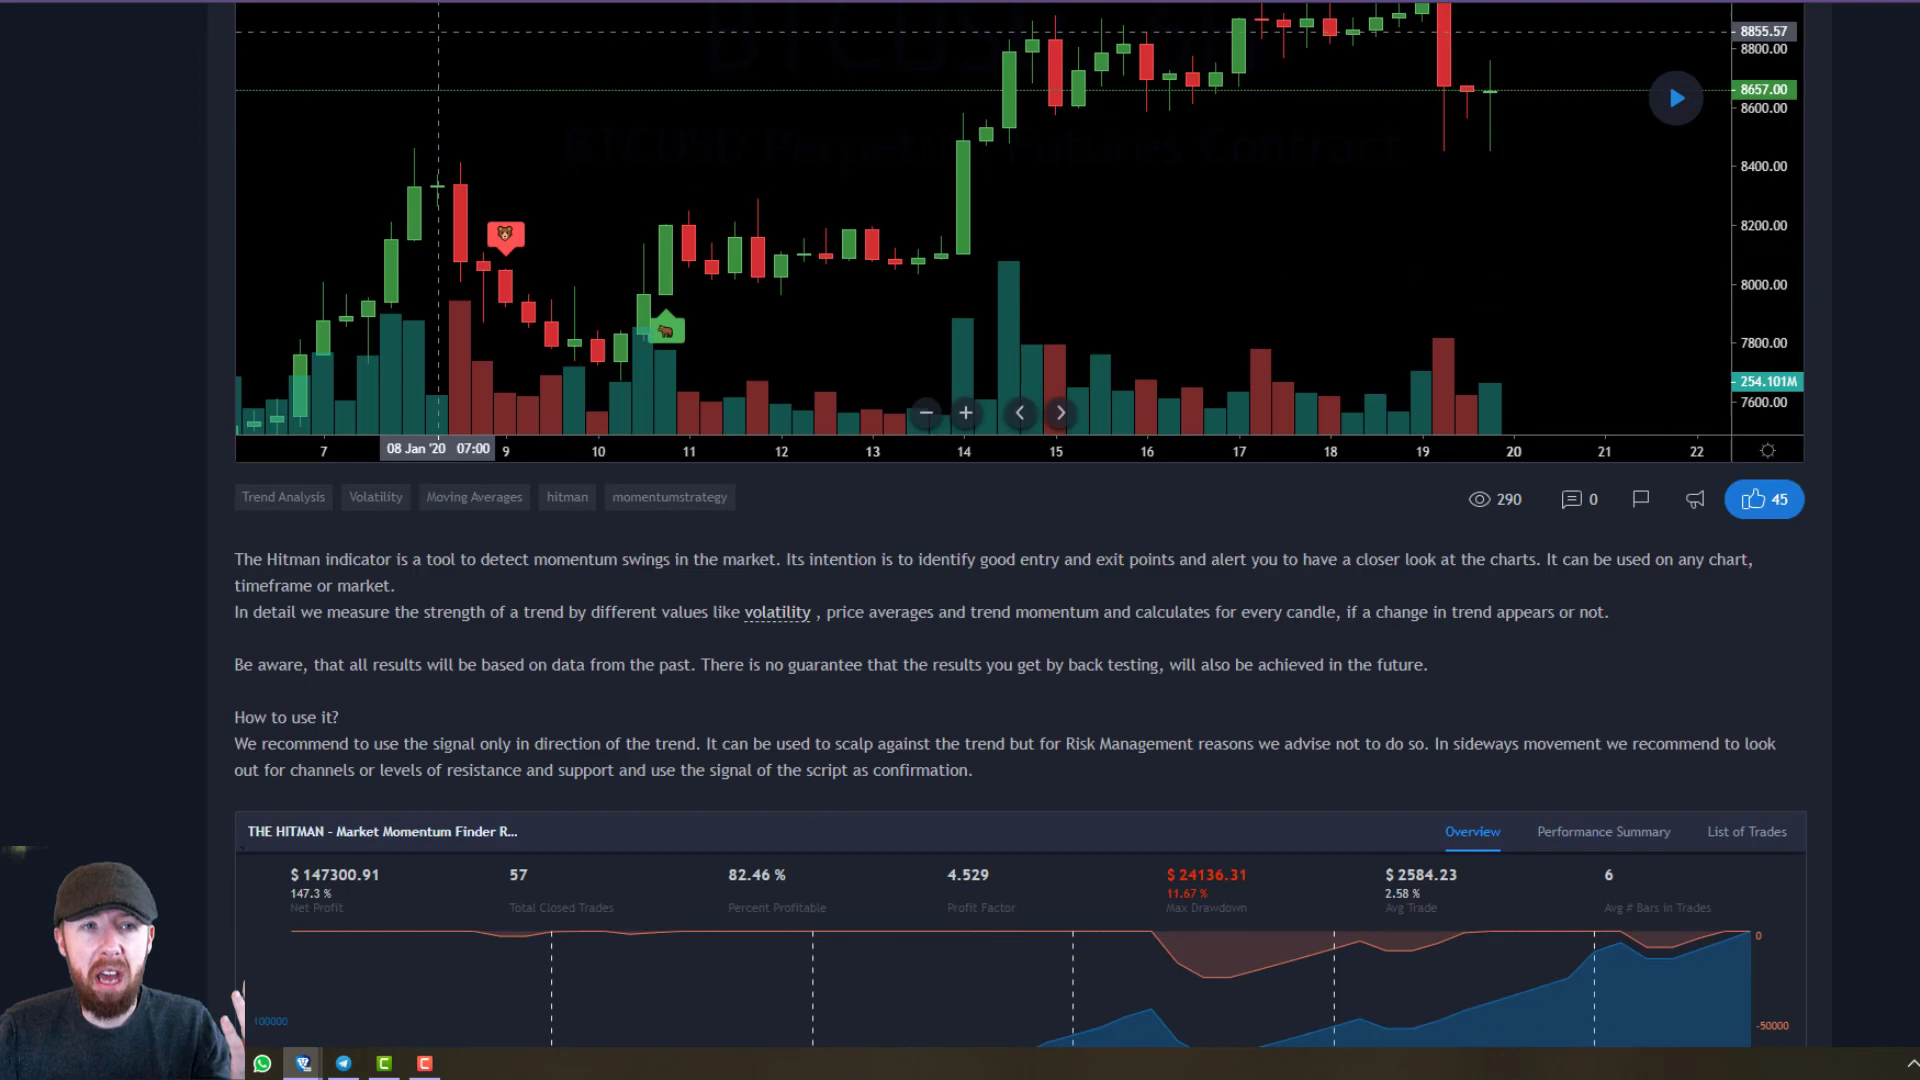 8855.57
8800.00
8657.00
8600.00
BTCUSD Perpetual Futures Contract
8400.00
8200.00
8000.00
7800.00
254.101M
7600.00
7 08 Jan '20 07:00 9 10 11 12 13 14 15 16 17 18 19 20 21 22
Trend Analysis Volatility Moving Averages hitman momentumstrategy 290 0 45
The Hitman indicator is a tool to detect momentum swings in the market. Its intention is to identify good entry and exit points and alert you to have a closer look at the charts. It can be used on any chart,
timeframe or market.
In detail we measure the strength of a trend by different values like volatility , price averages and trend momentum and calculates for every candle, if a change in trend appears or not.
Be aware, that all results will be based on data from the past. There is no guarantee that the results you get by back testing, will also be achieved in the future.
How to use it?
We recommend to use the signal only in direction of the trend. It can be used to scalp against the trend but for Risk Management reasons we advise not to do so. In sideways movement we recommend to look
out for channels or levels of resistance and support and use the signal of the script as confirmation.
THE HITMAN - Market Momentum Finder R... Overview Performance Summary List of Trades
$ 147300.91 57 82.46 % 4.529 $ 24136.31 $ 2584.23 6
147.3 % 11.67 % 2.58 %
Net Profit Total Closed Trades Percent Profitable Profit Factor Max Drawdown Avg Trade Avg # Bars In Trades
0
100000
-50000